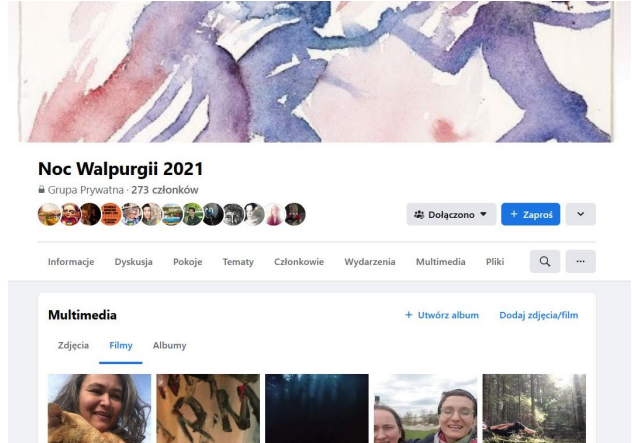 Noc Walpurgii 2021
Grupa Prywatna · 273 członków
Dołączono
+ Zaproś
Informacje Dyskusja Pokoje Tematy Członkowie Wydarzenia Multimedia Pliki
Multimedia + Utwórz album Dodaj zdjęcia/film
Zdjęcia Filmy Albumy